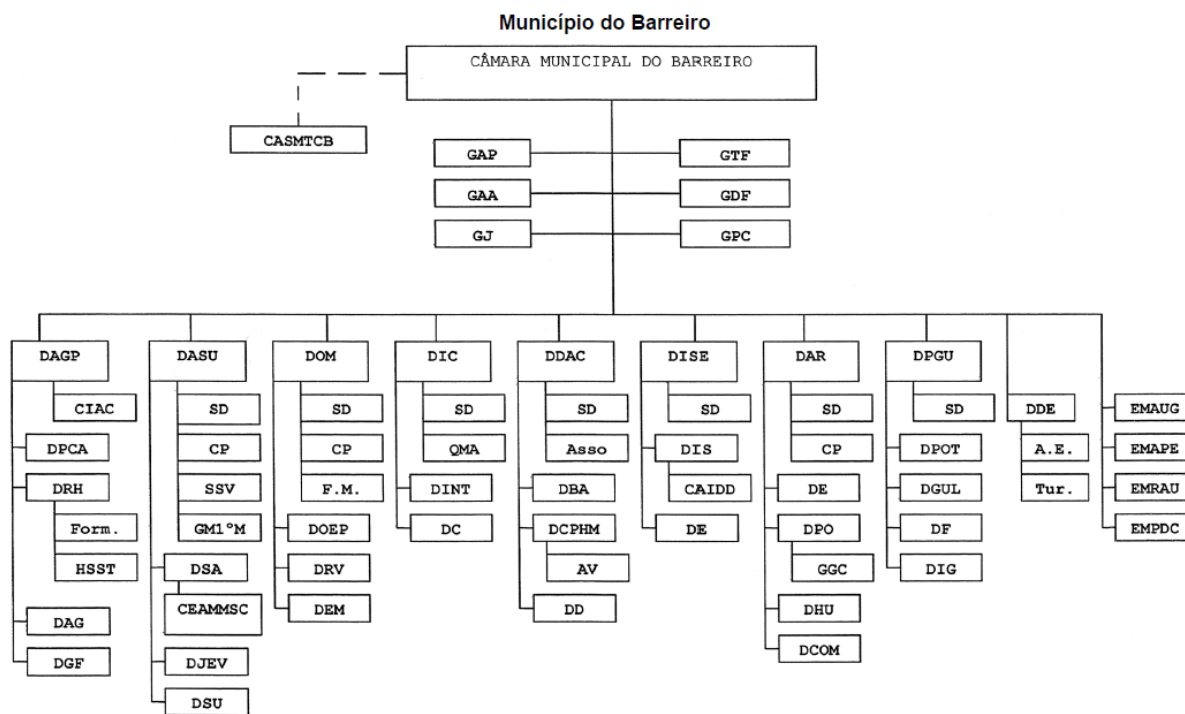 Município do Barreiro
CÂMARA MUNICIPAL DO BARREIRO
CASMTCB
GAP
GTF
GAA
GDF
GJ
GPC
DAGP
CIAC
DPCA
DRH
Form.
HSST
DAG
DGF
DASU
SD
CP
SSV
GM1ºM
DSA
CEAMMSC
DJEV
DSU
DOM
SD
CP
F.M.
DOEP
DRV
DEM
DIC
SD
QMA
DINT
DC
DDAC
SD
Asso
DBA
DCPHM
AV
DD
DISE
SD
DIS
CAIDD
DE
DAR
SD
CP
DE
DPO
GGC
DHU
DCOM
DPGU
SD
DPOT
DGUL
DF
DIG
DDE
A.E.
Tur.
EMAUG
EMAPE
EMRAU
EMPDC